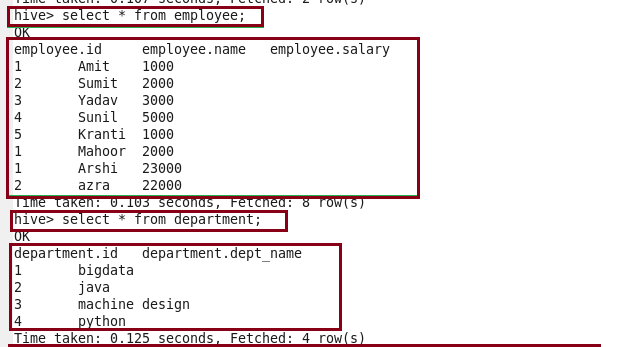 Time taken: 0.107 seconds, Fetched: 2 row(s)
hive> select * from employee;
OK
employee.id employee.name employee.salary
1 Amit 1000
2 Sumit 2000
3 Yadav 3000
4 Sunil 5000
5 Kranti 1000
1 Mahoor 2000
1 Arshi 23000
2 azra 22000
Time taken: 0.103 seconds, Fetched: 8 row(s)
hive> select * from department;
OK
department.id department.dept_name
1 bigdata
2 java
3 machine design
4 python
Time taken: 0.125 seconds, Fetched: 4 row(s)